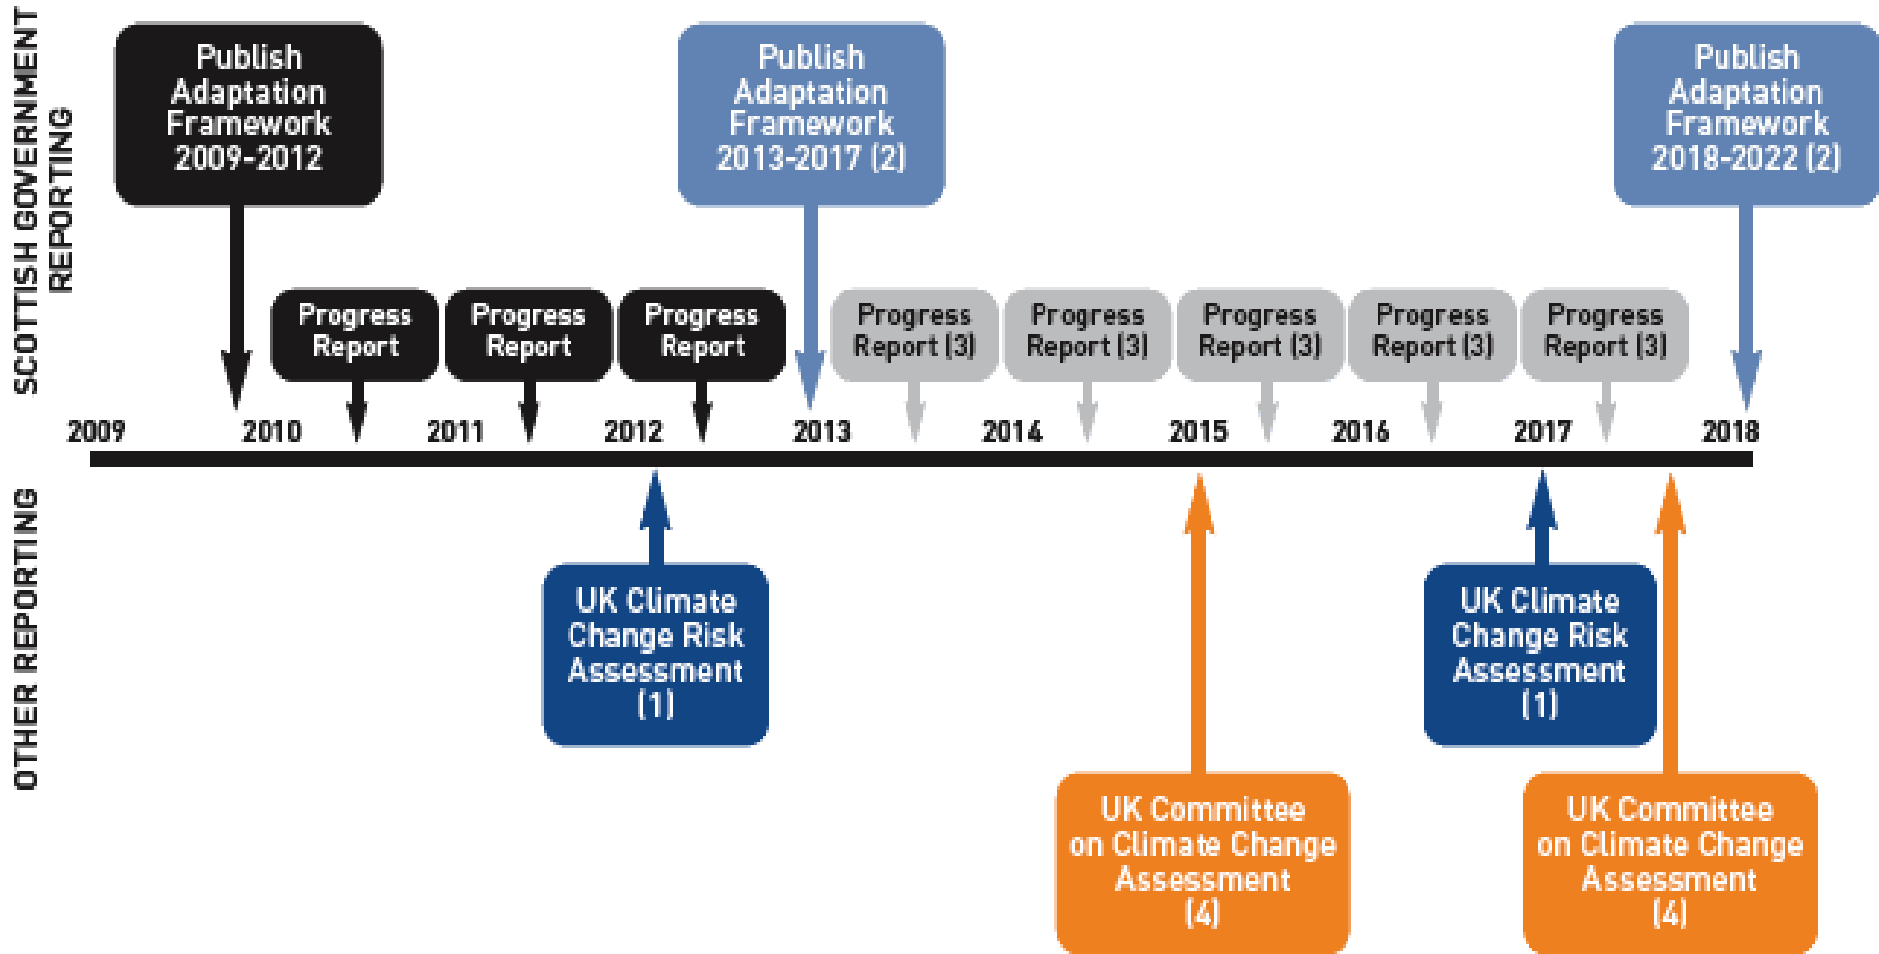 SCOTTISH GOVERNMENT
REPORTING
Publish
Adaptation
Framework
2009-2012
Publish
Adaptation
Framework
2013-2017 (2)
Publish
Adaptation
Framework
2018-2022 (2)
Progress
Report
Progress
Report
Progress
Report
Progress
Report (3)
Progress
Report (3)
Progress
Report (3)
Progress
Report (3)
Progress
Report (3)
2009
2010
2011
2012
2013
2014
2015
2016
2017
2018
OTHER REPORTING
UK Climate
Change Risk
Assessment
(1)
UK Climate
Change Risk
Assessment
(1)
UK Committee
on Climate Change
Assessment
(4)
UK Committee
on Climate Change
Assessment
(4)